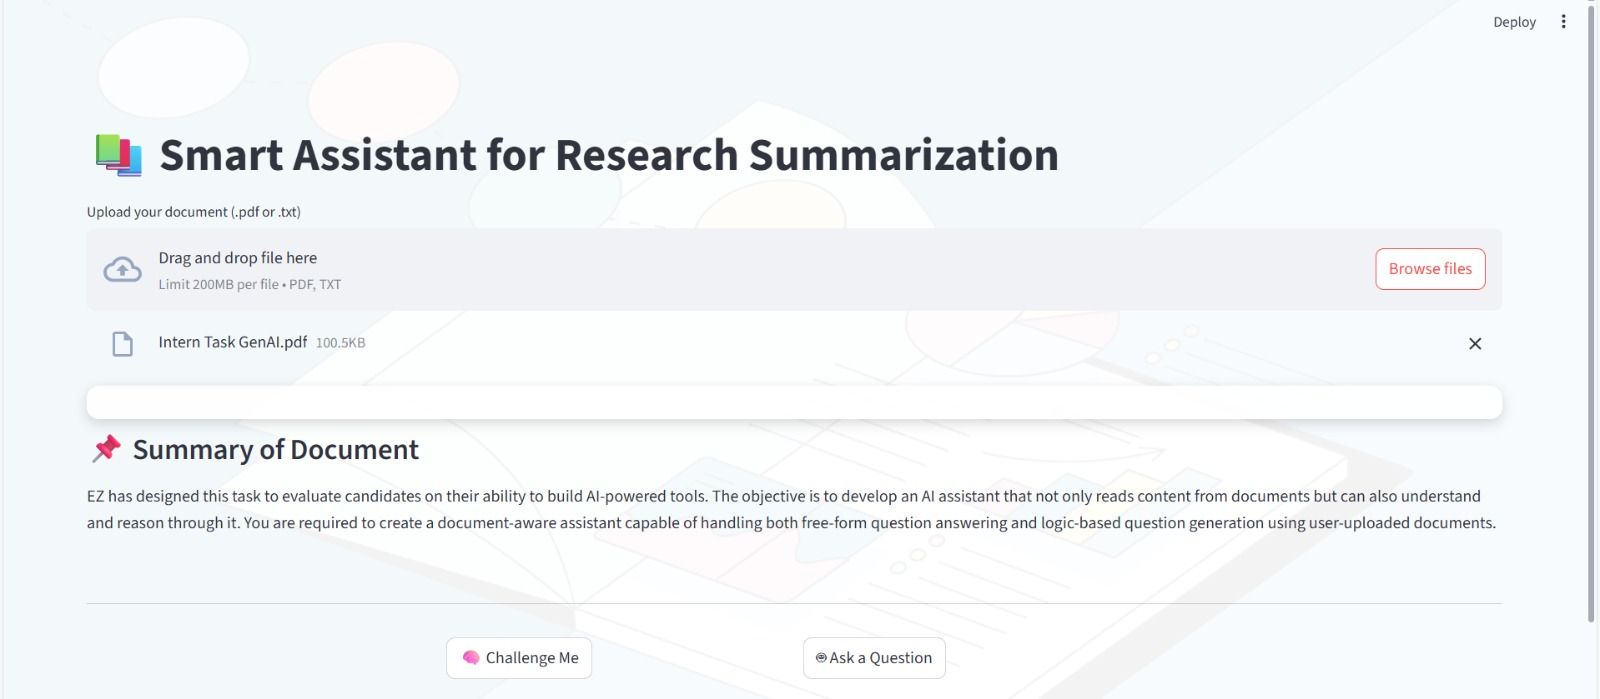 Deploy
Smart Assistant for Research Summarization
Upload your document (.pdf or .txt)
Drag and drop file here
Limit 200MB per file • PDF, TXT
Browse files
Intern Task GenAI.pdf 100.5KB
Summary of Document
EZ has designed this task to evaluate candidates on their ability to build AI-powered tools. The objective is to develop an AI assistant that not only reads content from documents but can also understand
and reason through it. You are required to create a document-aware assistant capable of handling both free-form question answering and logic-based question generation using user-uploaded documents.
Challenge Me
Ask a Question